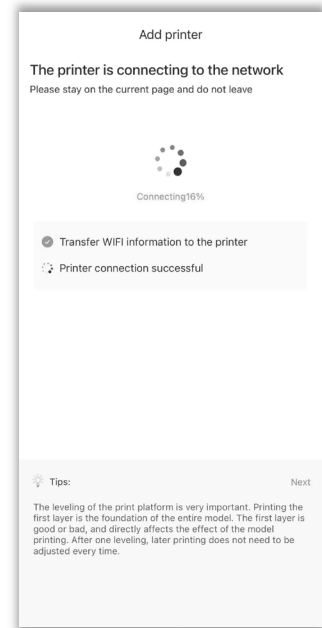 Add printer
The printer is connecting to the network
Please stay on the current page and do not leave
Connecting16%
Transfer WIFI information to the printer
Printer connection successful
Tips:
Next
The leveling of the print platform is very important. Printing the
first layer is the foundation of the entire model. The first layer is
good or bad, and directly affects the effect of the model
printing. After one leveling, later printing does not need to be
adjusted every time.